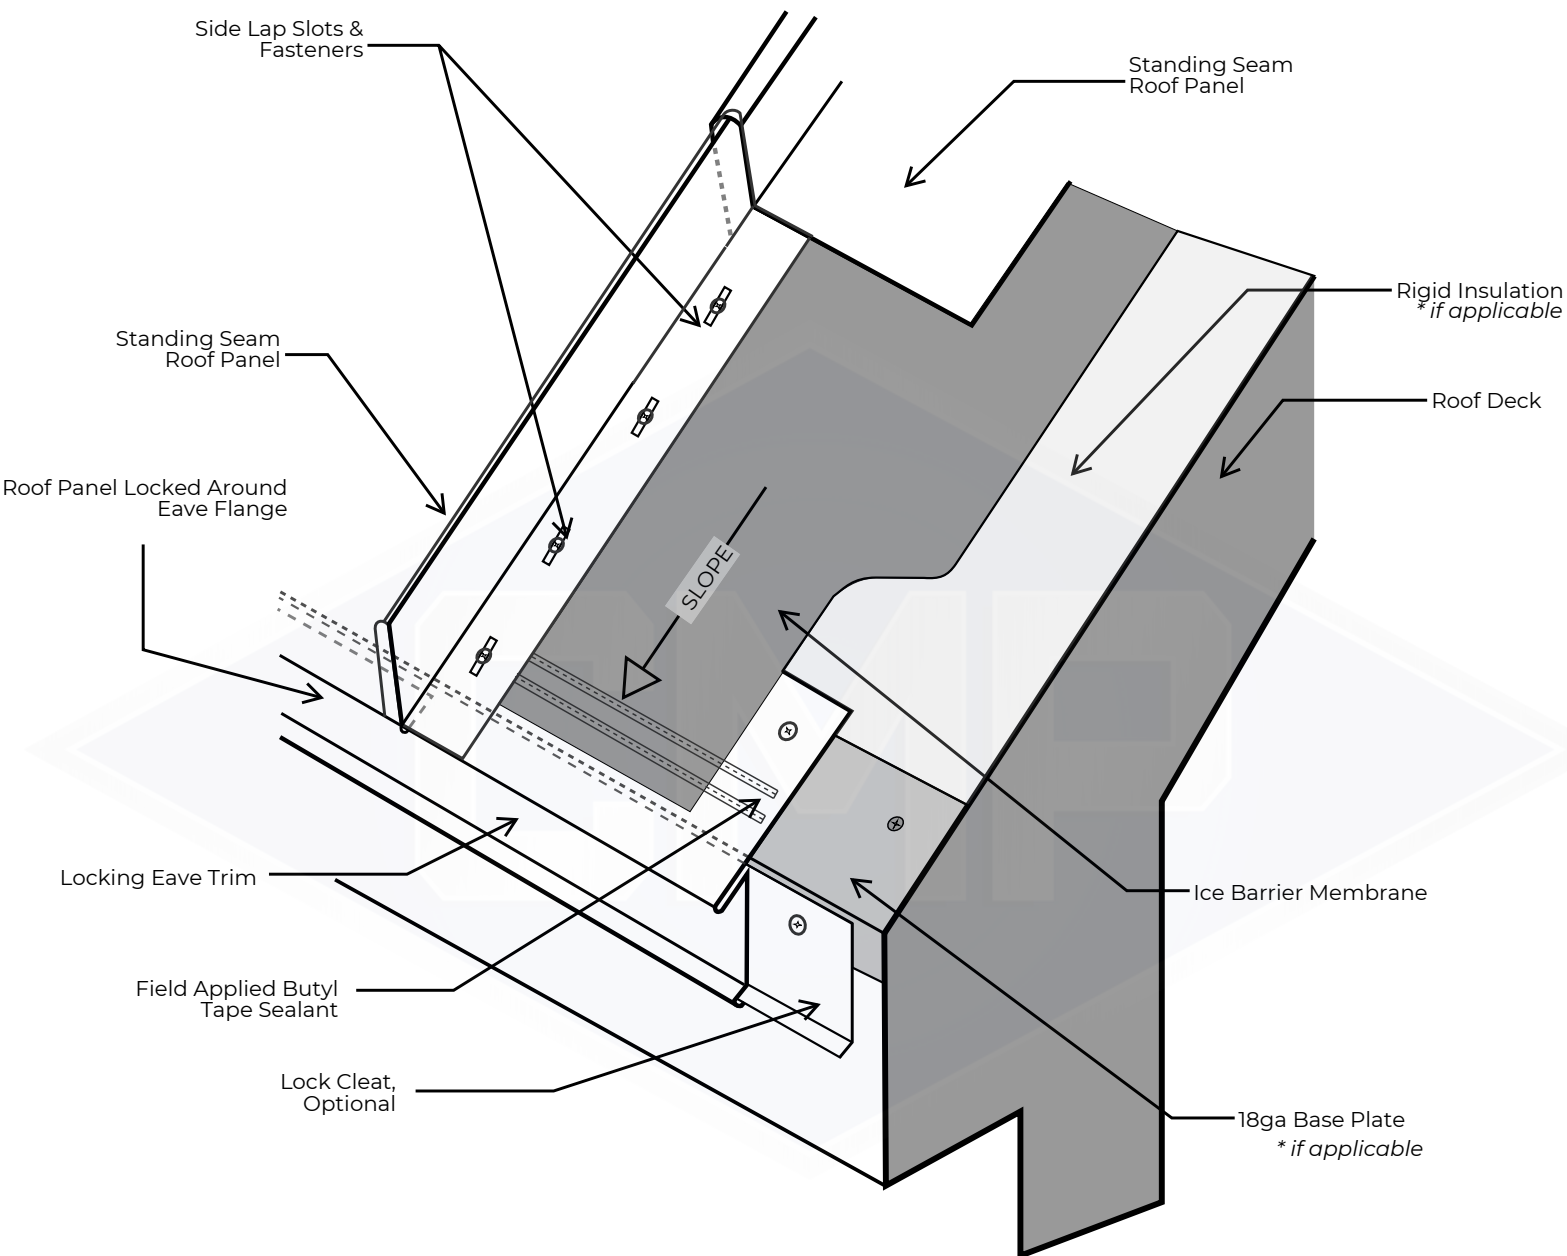 Side Lap Slots &
Fasteners
Standing Seam
Roof Panel
Rigid Insulation
* if applicable
Standing Seam
Roof Panel
Roof Deck
Roof Panel Locked Around
Eave Flange
SLOPE
Locking Eave Trim
Ice Barrier Membrane
Field Applied Butyl
Tape Sealant
Lock Cleat,
Optional
18ga Base Plate
* if applicable
EMP